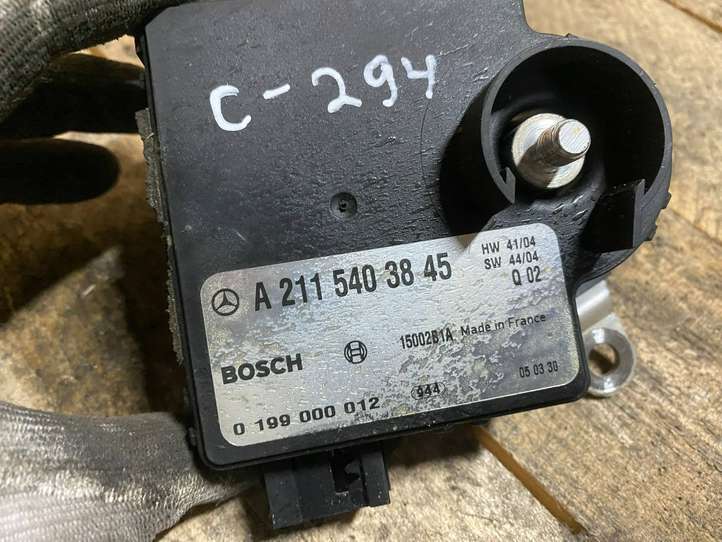 C-294
HW 41/04
A 211 540 38 45 SW 44/04
Q 02
15002B1A Made in France
BOSCH
944 05 03 30
0 199 000 012